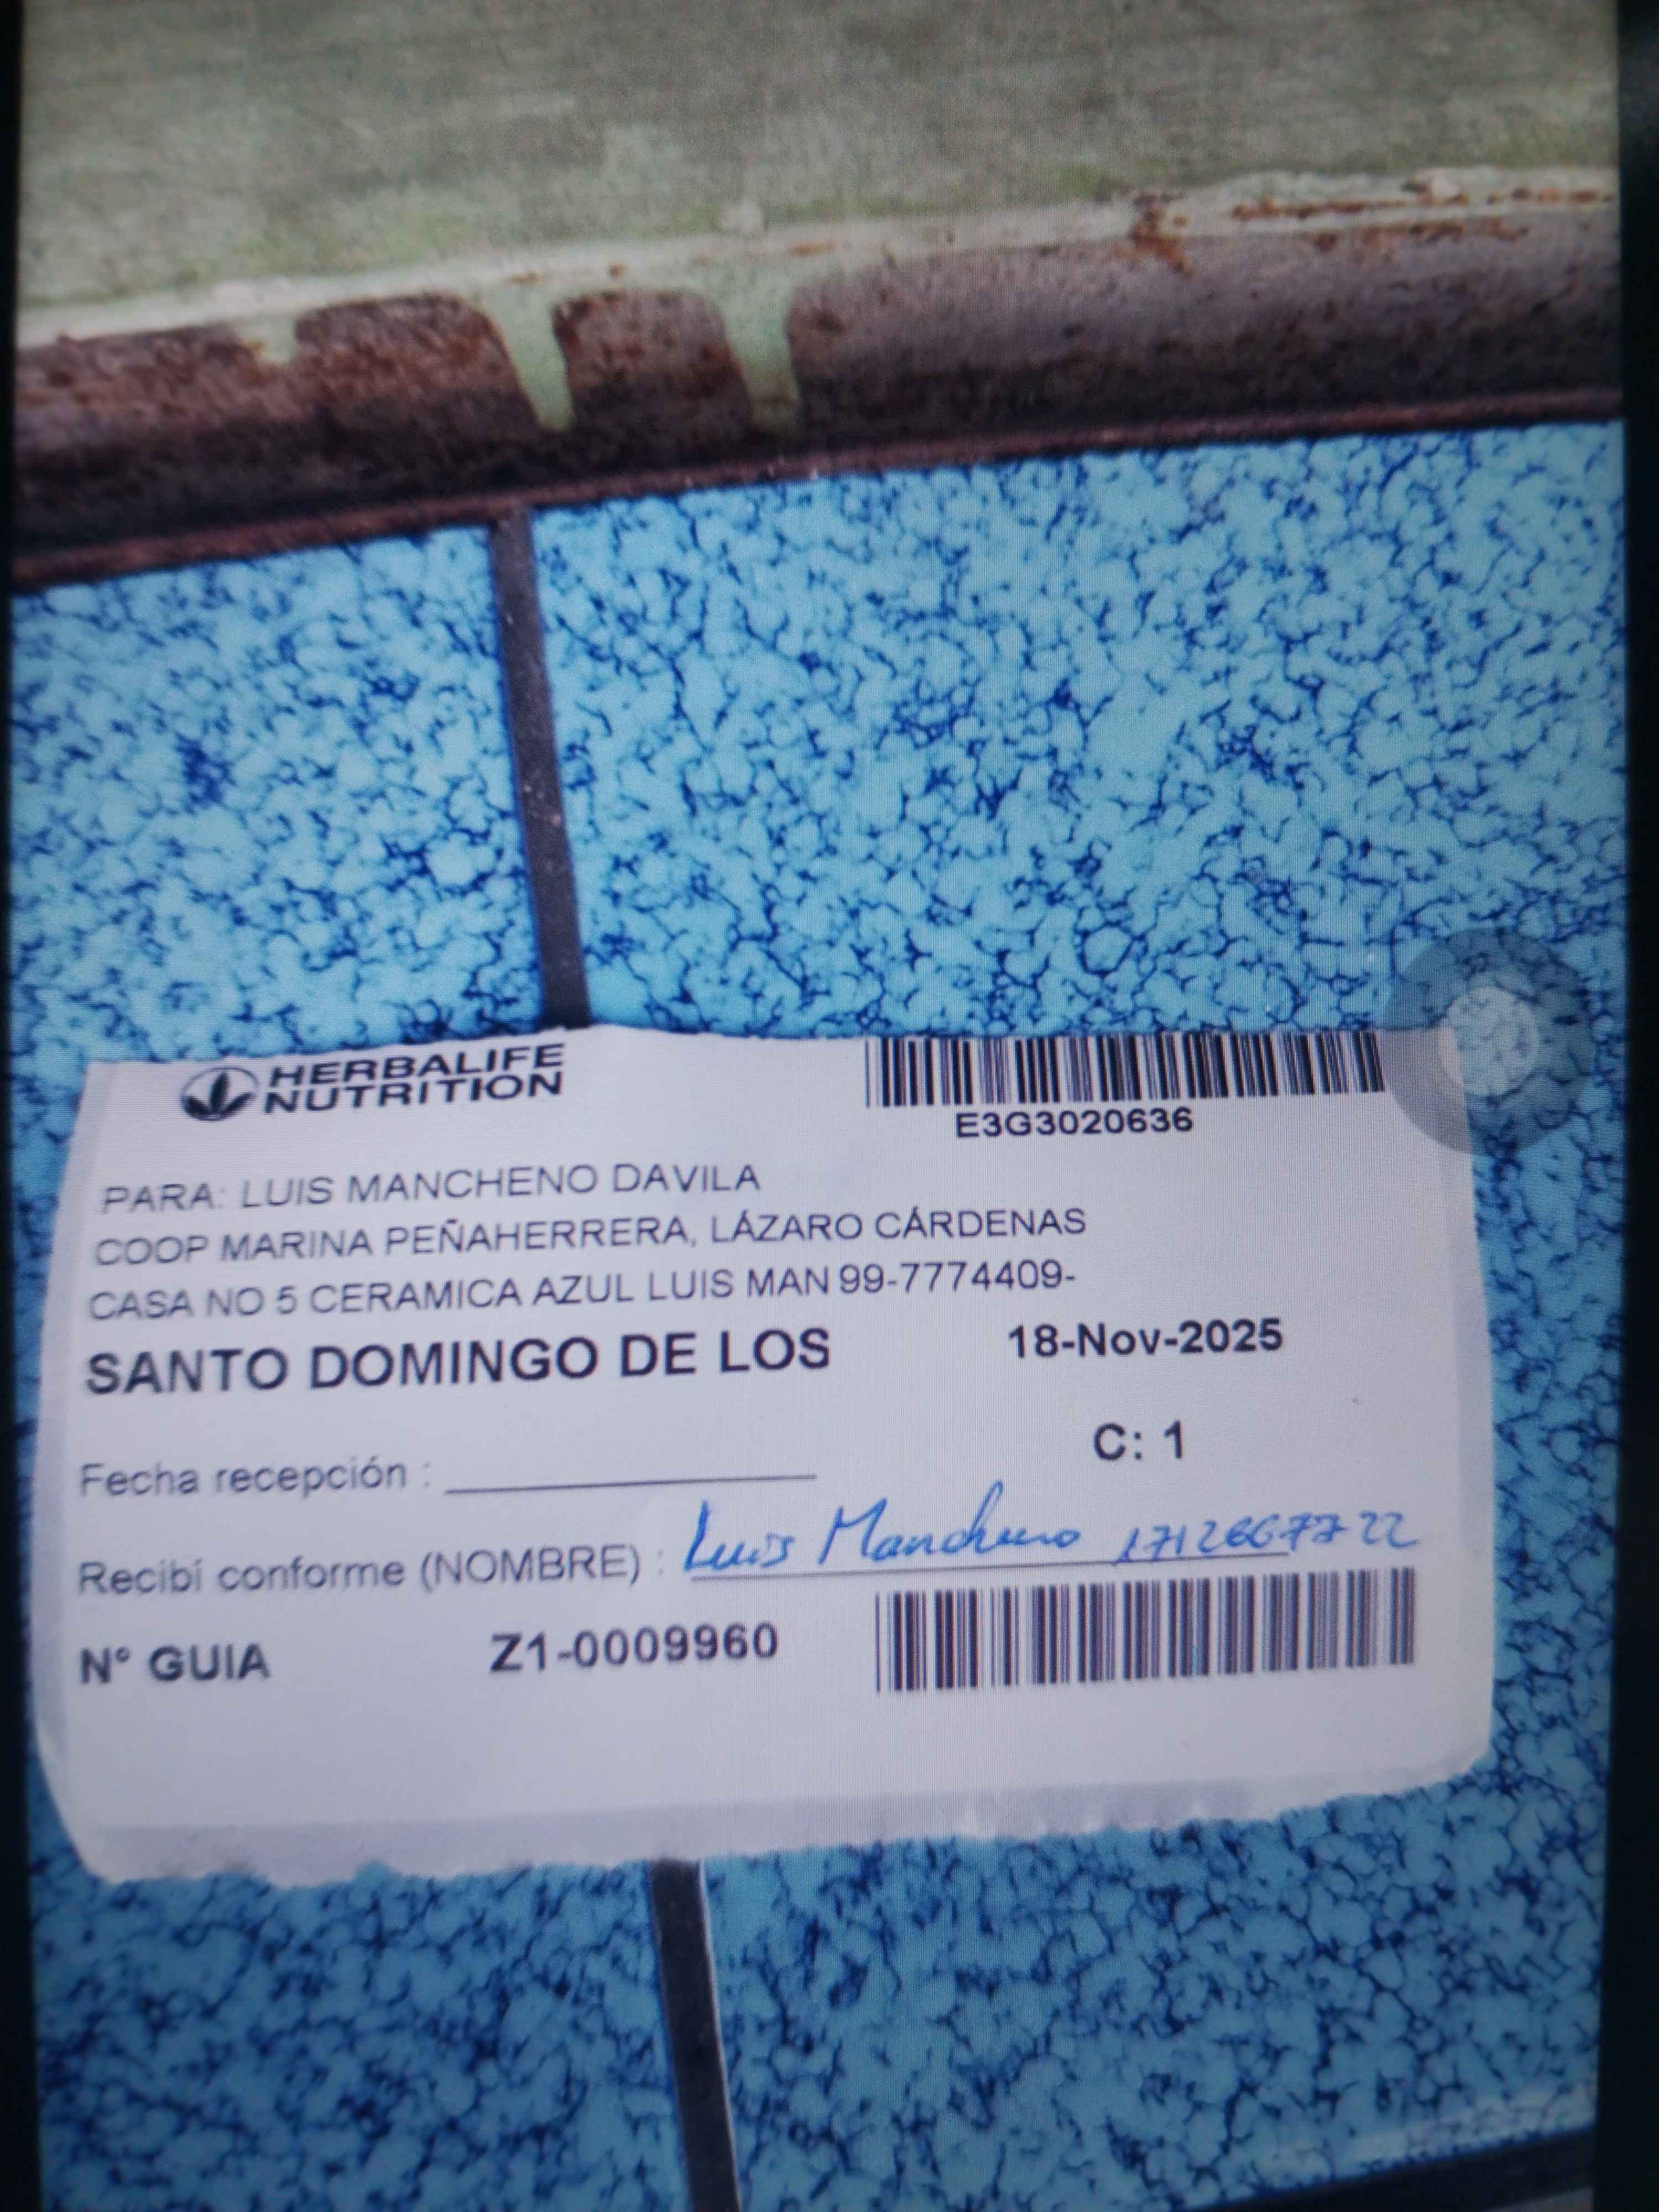 HERBALIFE
NUTRITION
E3G3020636
PARA: LUIS MANCHENO DAVILA
COOP MARINA PEÑAHERRERA, LÁZARO CÁRDENAS
CASA NO 5 CERAMICA AZUL LUIS MAN 99-7774409-
SANTO DOMINGO DE LOS 18-Nov-2025
C: 1
Fecha recepción :
Recibí conforme (NOMBRE) : Luis Mancheno
N° GUIA Z1-0009960